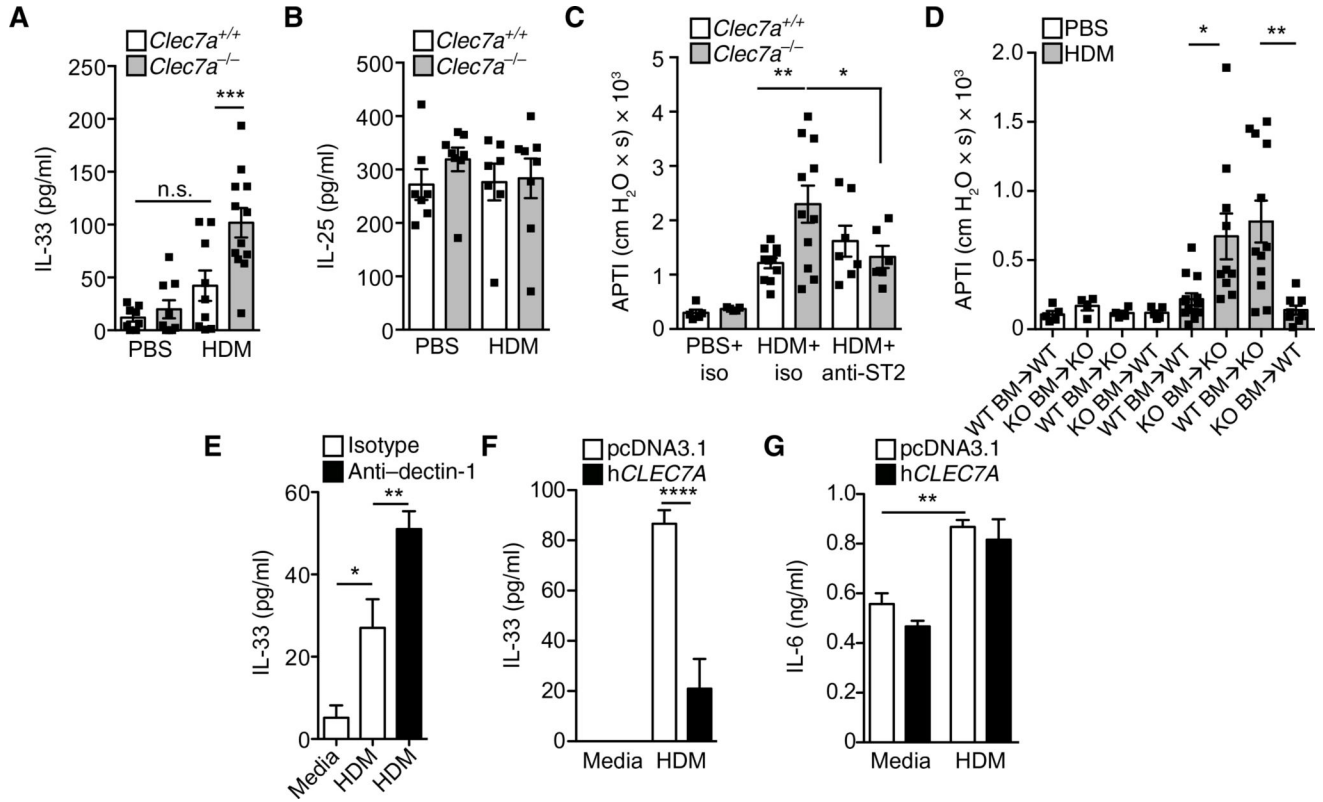 A
Clec7a+/+
Clec7a−/−
IL-33 (pg/ml)
250
200
150
100
50
0
n.s.
***
PBS
HDM
B
Clec7a+/+
Clec7a−/−
IL-25 (pg/ml)
500
400
300
200
300
0
PBS
HDM
C
Clec7a+/+
Clec7a−/−
APTI (cm H2O × s) × 10³
5
4
3
2
1
0
**
*
PBS+ iso
HDM+ iso
HDM+ anti-ST2
D
PBS
HDM
APTI (cm H2O × s) × 10³
2.0
1.5
1.0
0.5
0
*
**
WT BM→WT
KO BM→KO
WT BM→KO
KO BM→WT
WT BM→WT
KO BM→KO
WT BM→KO
KO BM→WT
E
Isotype
Anti–dectin-1
IL-33 (pg/ml)
60
40
20
0
*
**
Media
HDM
HDM
F
pcDNA3.1
hCLEC7A
IL-33 (pg/ml)
100
80
60
40
20
0
****
Media
HDM
G
pcDNA3.1
hCLEC7A
IL-6 (ng/ml)
1.0
0.8
0.6
0.4
0.2
0
**
Media
HDM